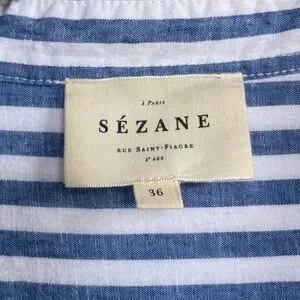 à Paris
SÉZANE
Rue Saint-Fiacre
2e Arr.
36